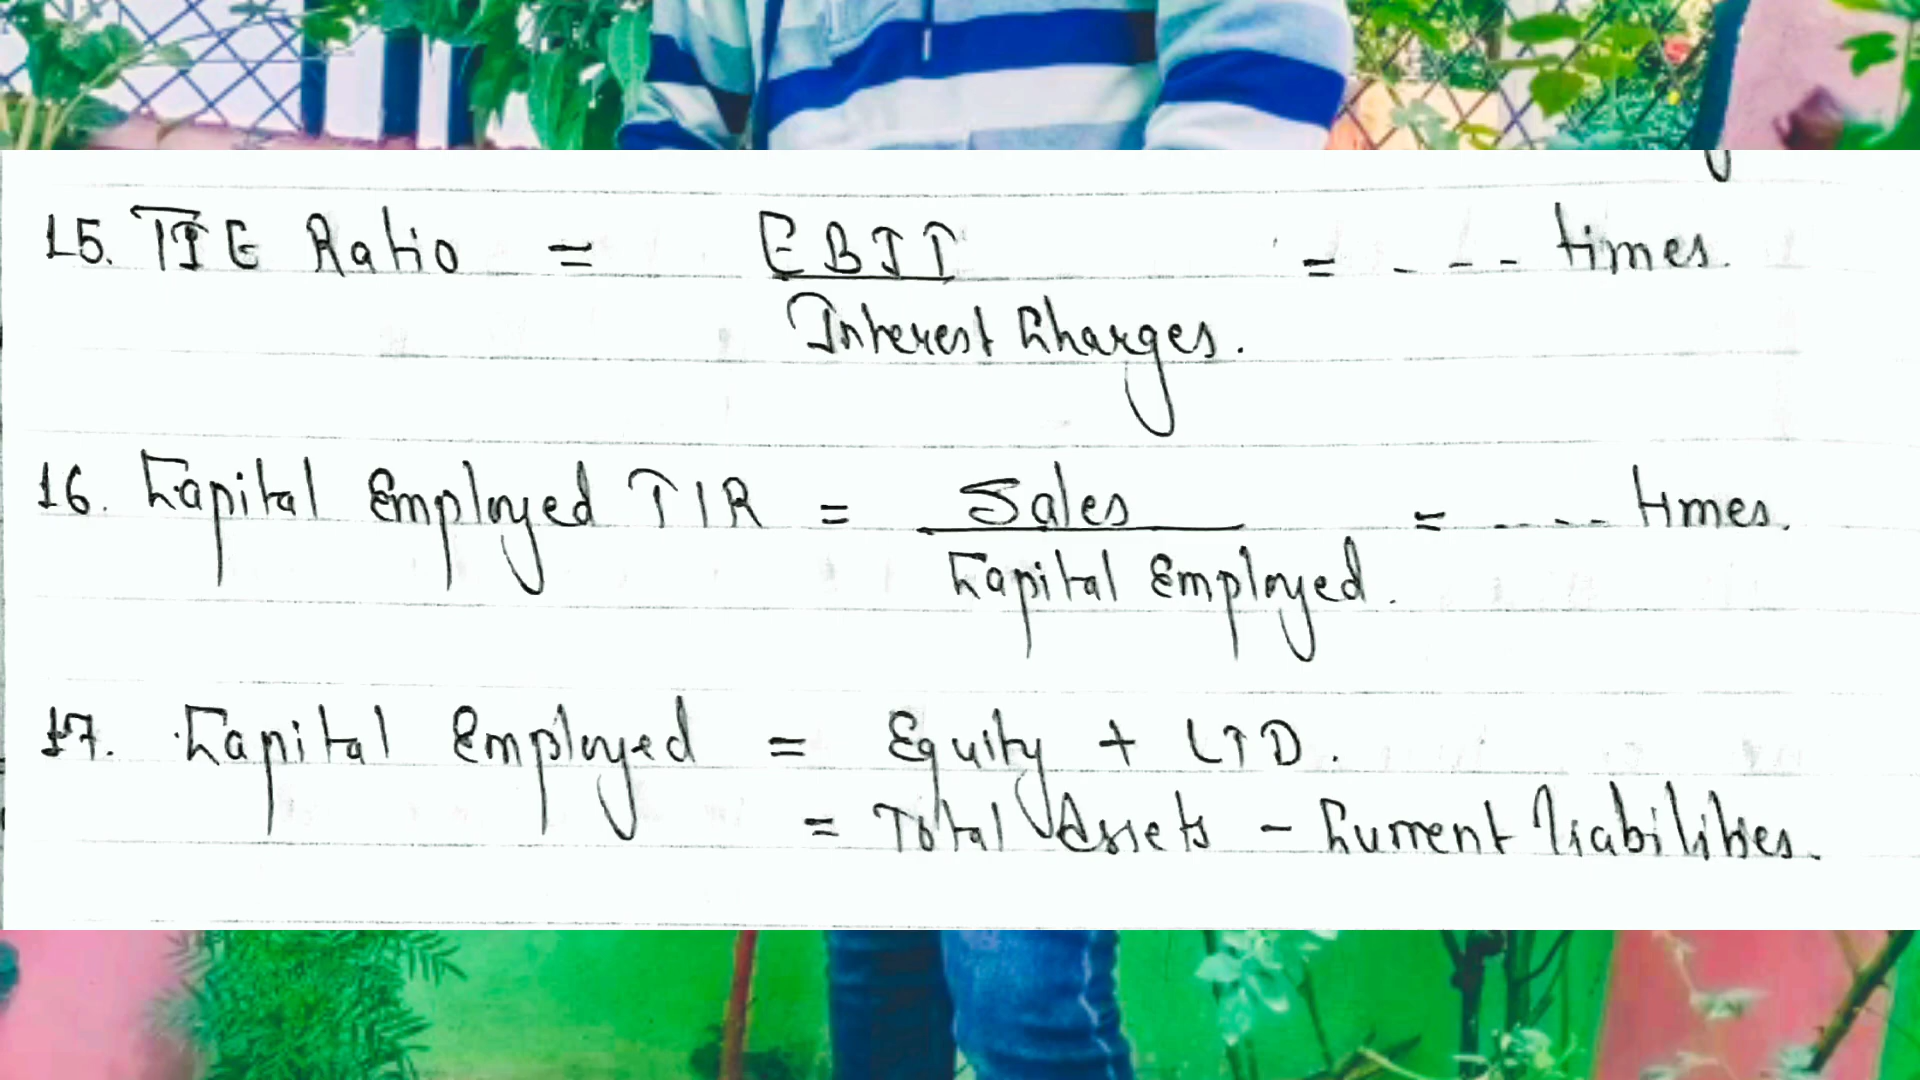 15. TIE Ratio = EBIT = - - - times.
Interest Charges.
16. Capital Employed T/R = Sales = ---- times.
Capital Employed.
17. Capital Employed = Equity + LTD.
= Total Assets - Current liabilities.